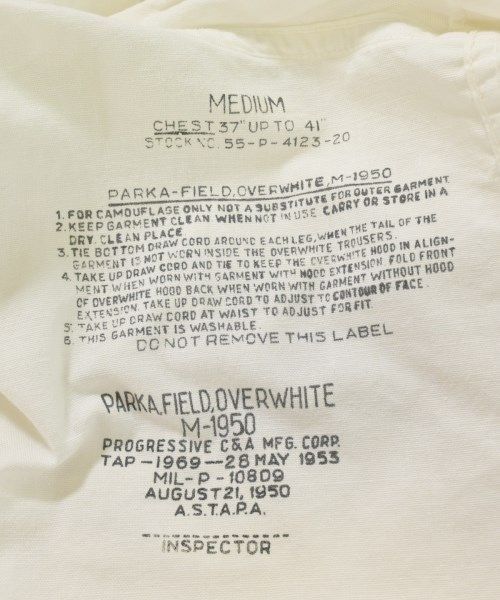 MEDIUM
CHEST 37" UP TO 41"
STOCK NO. 55-P-4123-20
PARKA-FIELD, OVERWHITE, M-1950
1. FOR CAMOUFLAGE ONLY NOT A SUBSTITUTE FOR OUTER GARMENT
2. KEEP GARMENT CLEAN WHEN NOT IN USE CARRY OR STORE IN A
DRY, CLEAN PLACE
3. TIE BOTTOM DRAW CORD AROUND EACH LEG, WHEN THE TAIL OF THE
GARMENT IS NOT WORN INSIDE THE OVERWHITE TROUSERS.
4. TAKE UP DRAW CORD AND TIE TO KEEP THE OVERWHITE HOOD IN ALIGN-
MENT WHEN WORN WITH GARMENT WITH HOOD EXTENSION. FOLD FRONT
OF OVERWHITE HOOD BACK WHEN WORN WITH GARMENT WITHOUT HOOD
EXTENSION. TAKE UP DRAW CORD TO ADJUST TO CONTOUR OF FACE.
5. TAKE UP DRAW CORD AT WAIST TO ADJUST FOR FIT.
6. THIS GARMENT IS WASHABLE.
DO NOT REMOVE THIS LABEL
PARKA, FIELD, OVERWHITE
M-1950
PROGRESSIVE C&A MFG. CORP.
TAP-1969-28 MAY 1953
MIL-P-10809
AUGUST 21, 1950
A.S.T.A.P.A.
INSPECTOR